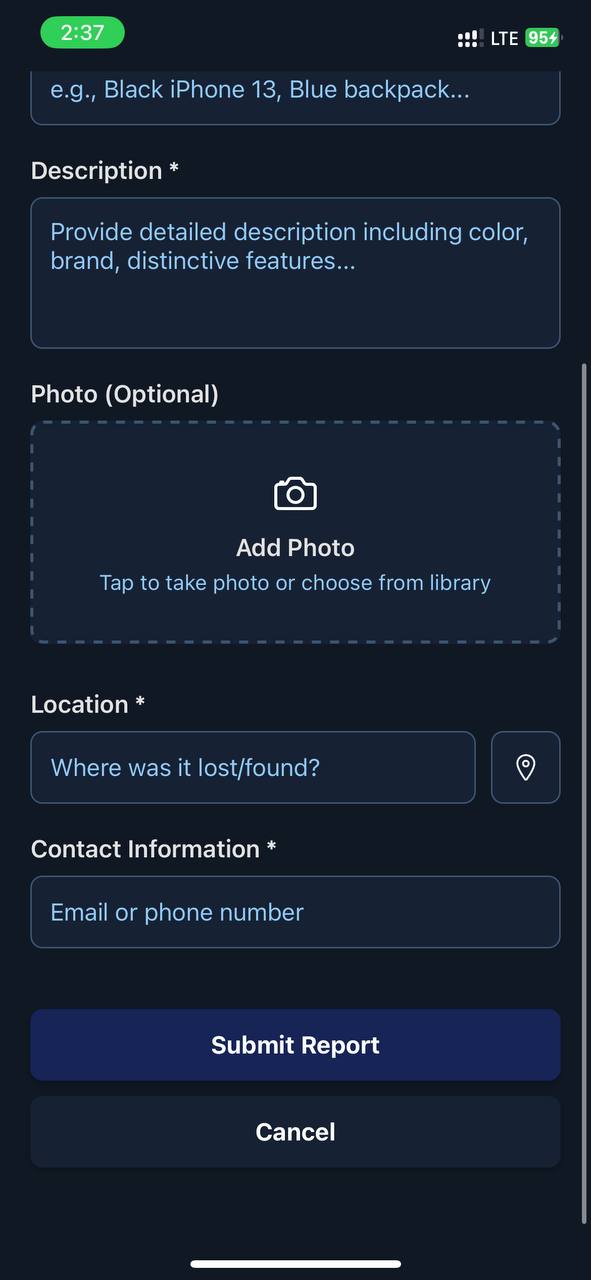 2:37
LTE 95
e.g., Black iPhone 13, Blue backpack...
Description *
Provide detailed description including color,
brand, distinctive features...
Photo (Optional)
Add Photo
Tap to take photo or choose from library
Location *
Where was it lost/found?
Contact Information *
Email or phone number
Submit Report
Cancel